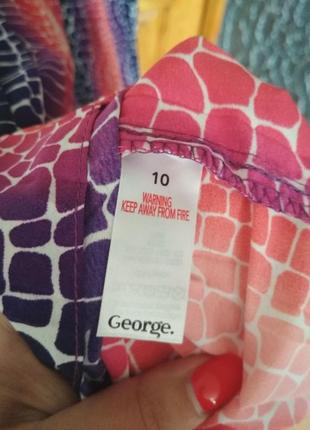 10
WARNING
KEEP AWAY FROM FIRE
George.